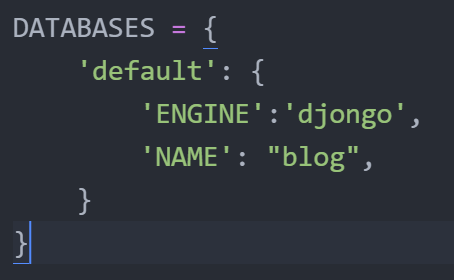 DATABASES = {
    'default': {
        'ENGINE':'djongo',
        'NAME': "blog",
    }
}